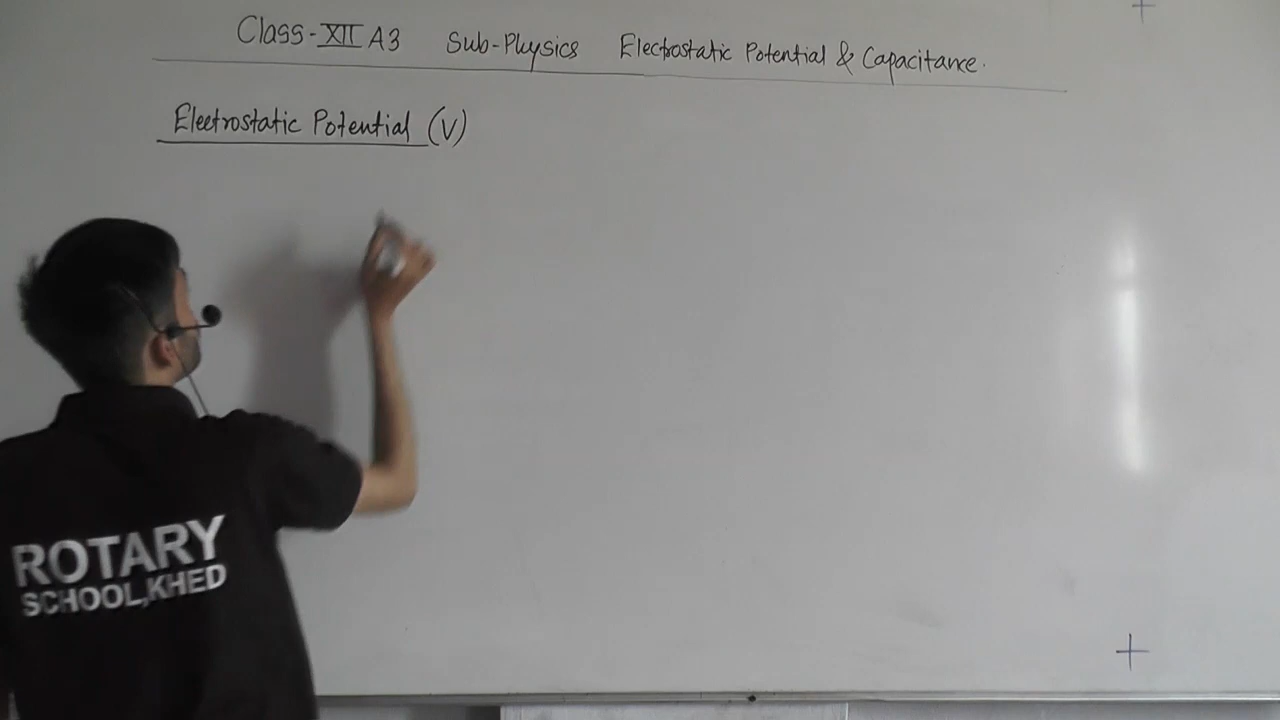 Class-XII A3 Sub-Physics Electrostatic Potential & Capacitance.
Electrostatic Potential (V)
ROTARY
SCHOOL,KHED